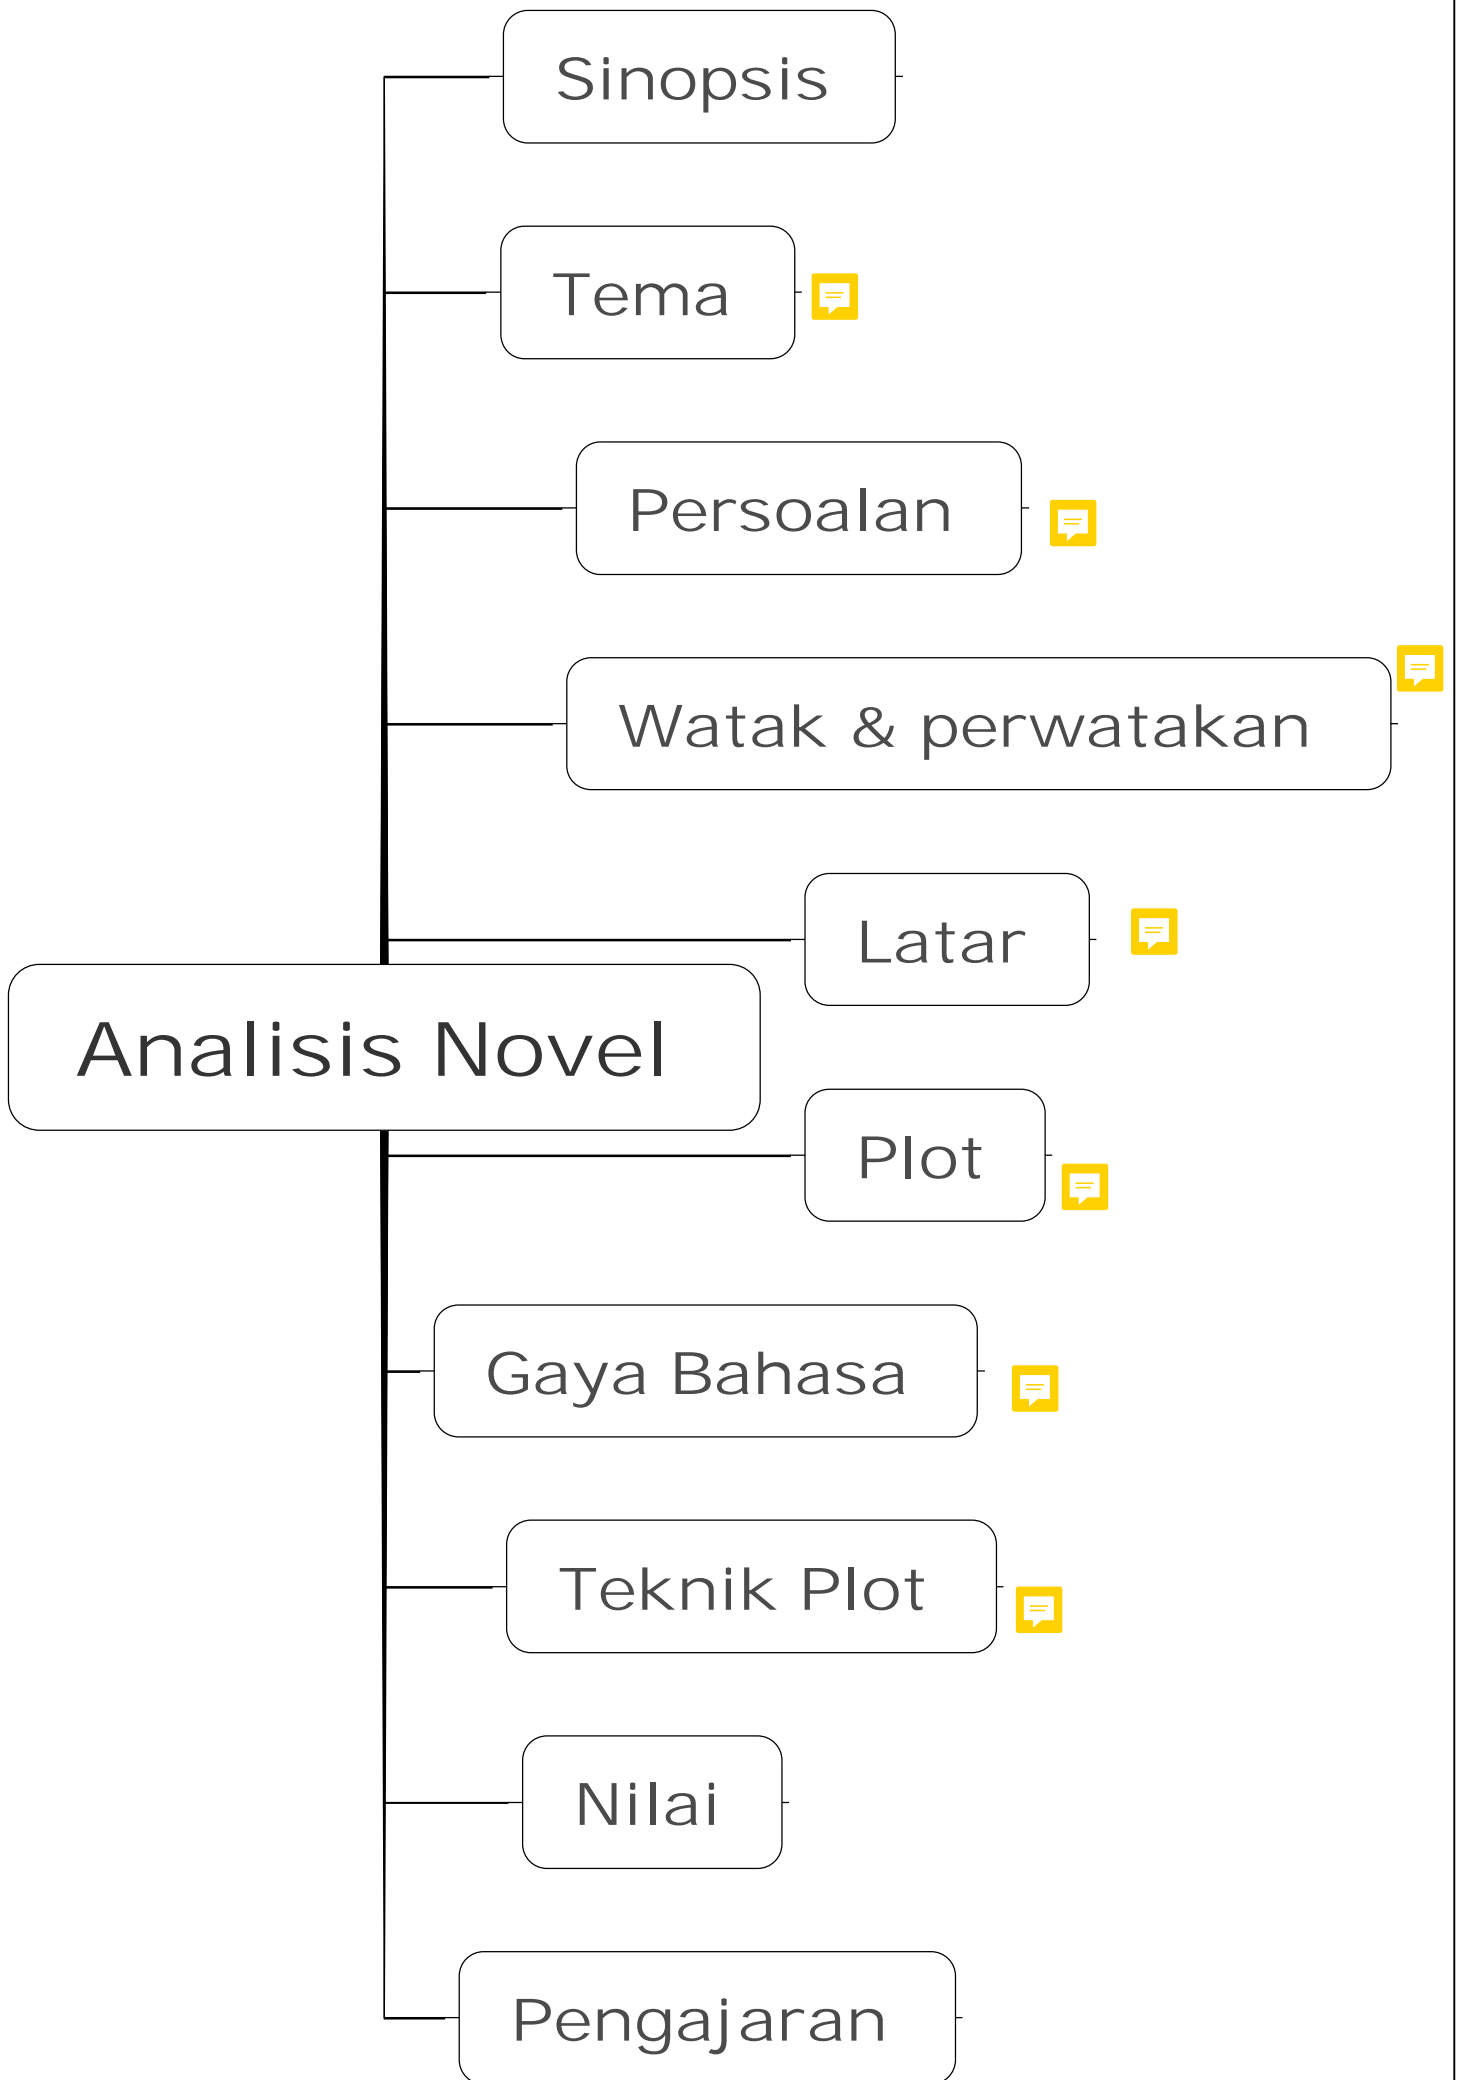 Sinopsis
Tema
Persoalan
Watak & perwatakan
Latar
Analisis Novel
Plot
Gaya Bahasa
Teknik Plot
Nilai
Pengajaran